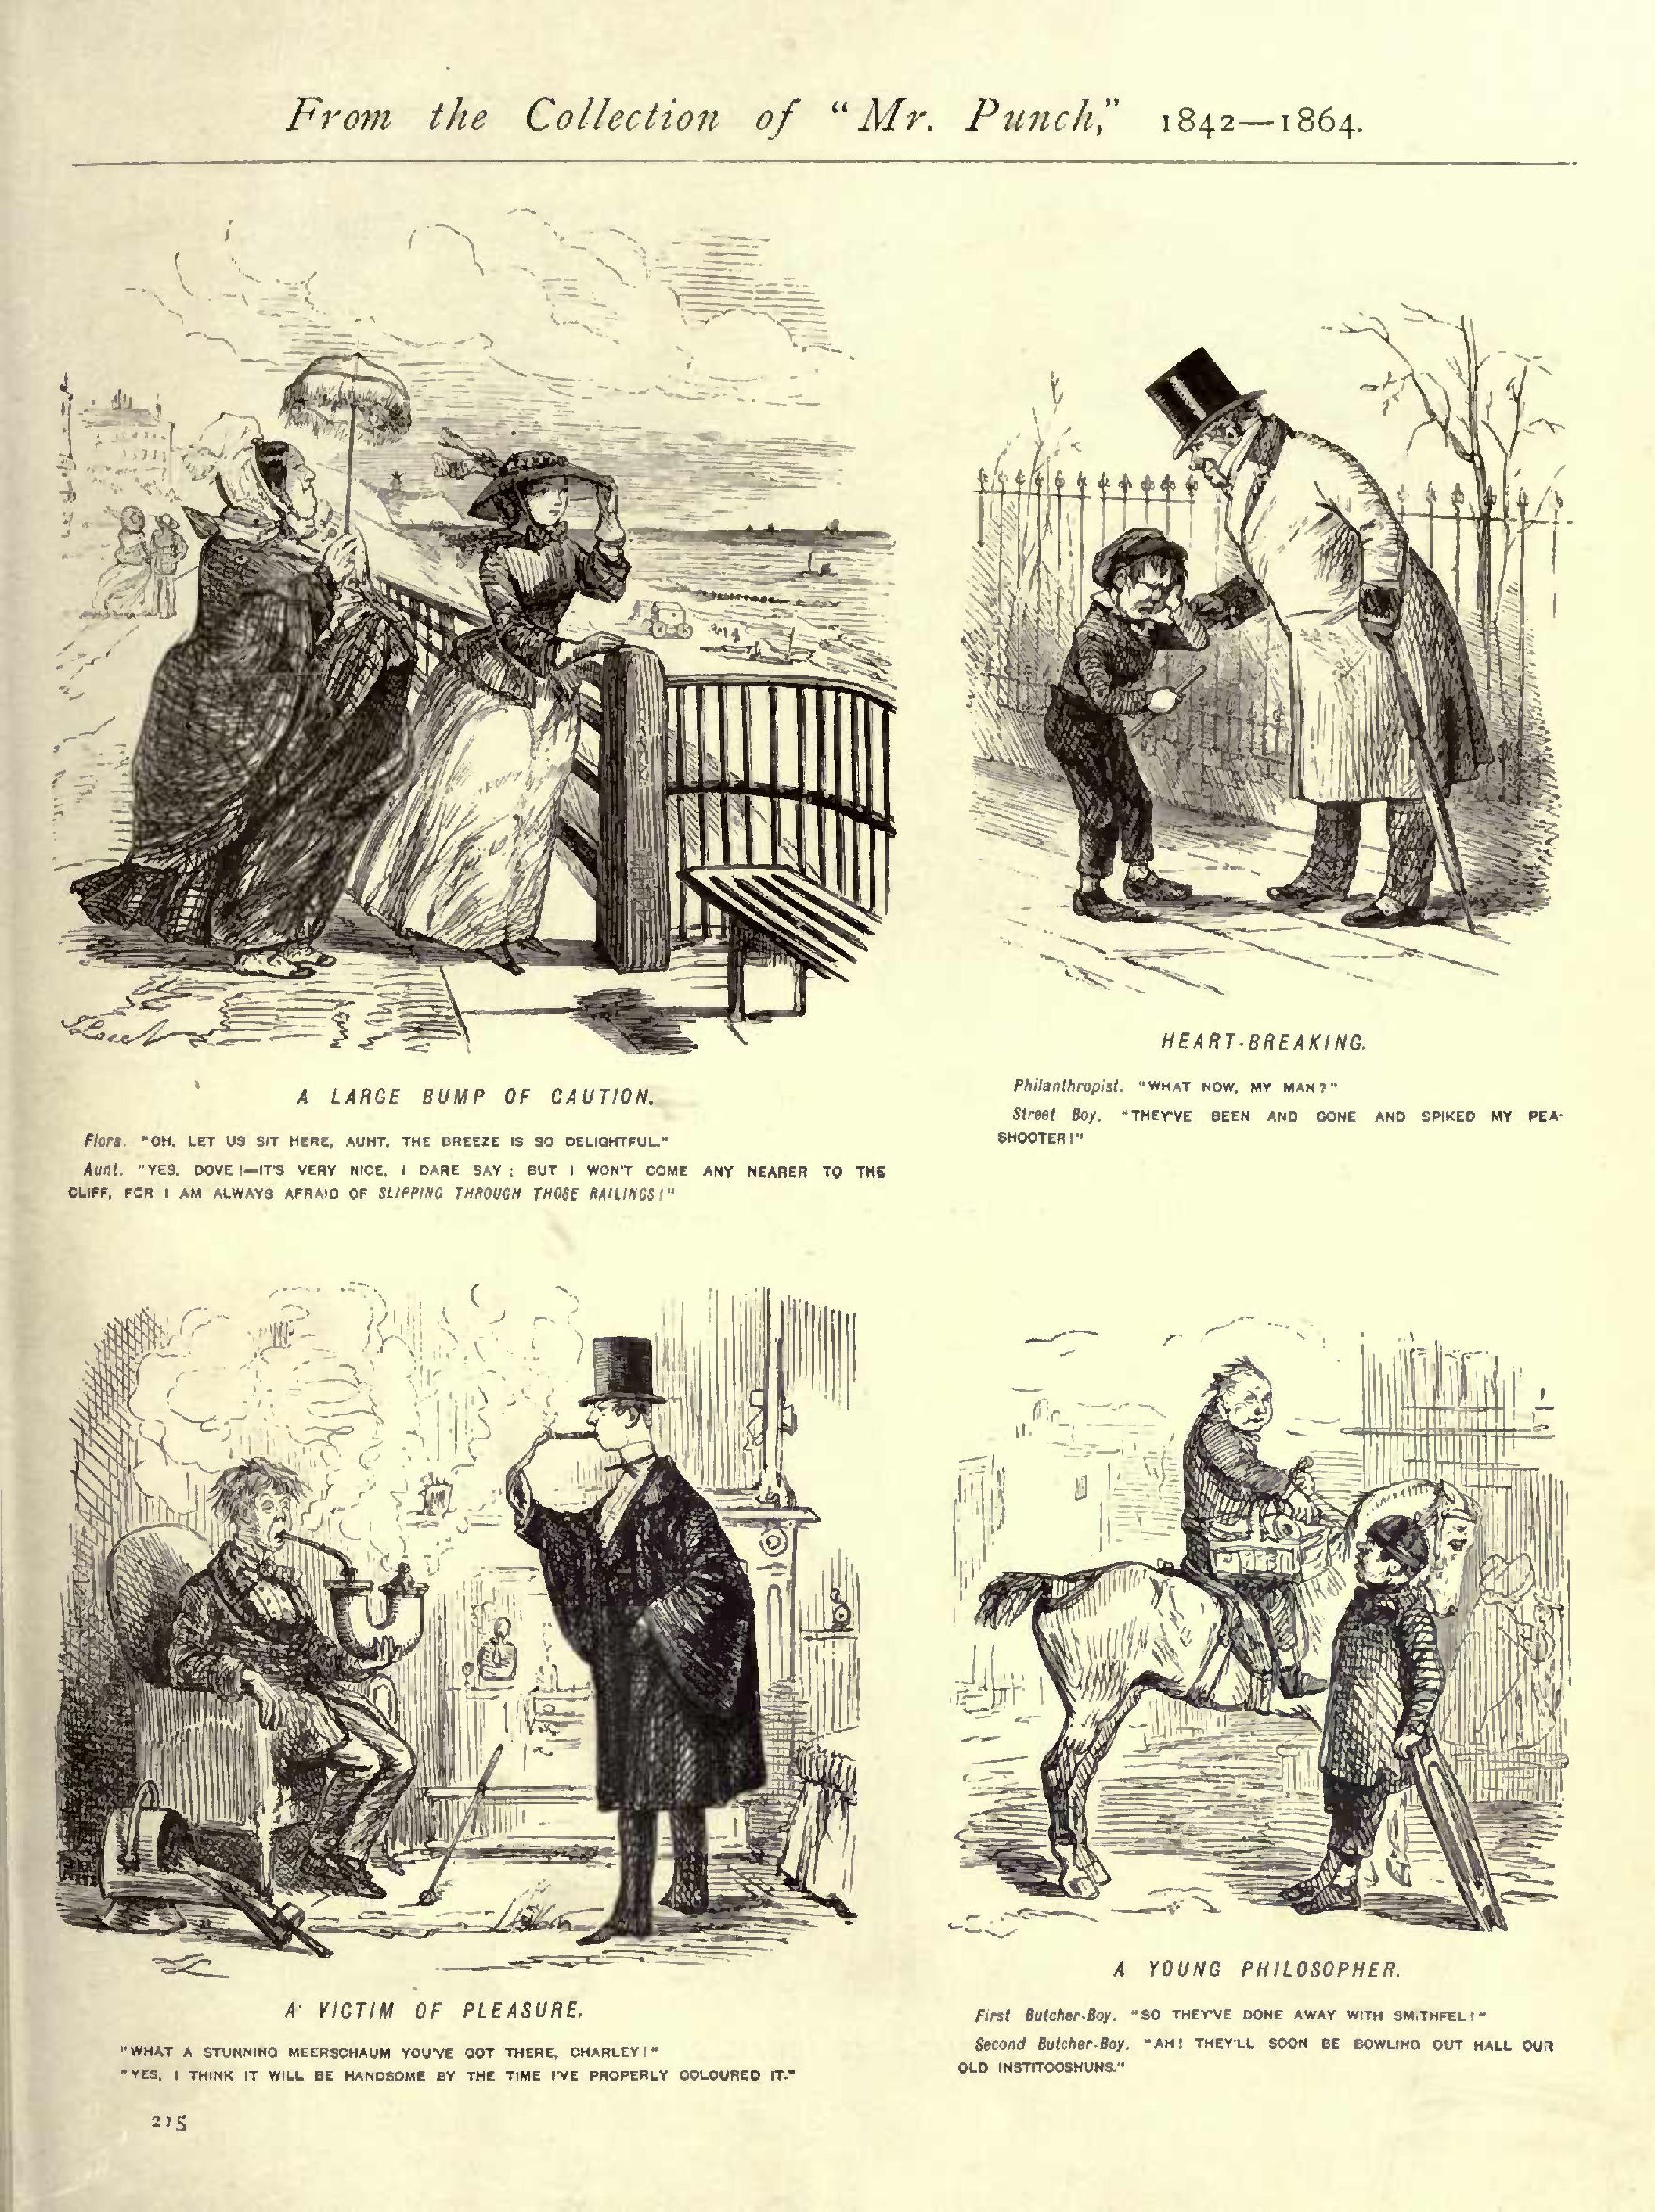 From the Collection of “Mr. Punch,” 1842—1864.
J Leech
A LARGE BUMP OF CAUTION.
Flora. "OH, LET US SIT HERE, AUNT, THE BREEZE IS SO DELIGHTFUL."
Aunt. "YES, DOVE!—IT'S VERY NICE, I DARE SAY; BUT I WON'T COME ANY NEARER TO THE
CLIFF, FOR I AM ALWAYS AFRAID OF SLIPPING THROUGH THOSE RAILINGS!"
HEART-BREAKING.
Philanthropist. "WHAT NOW, MY MAN?"
Street Boy. "THEY'VE BEEN AND GONE AND SPIKED MY PEA-
SHOOTER!"
A VICTIM OF PLEASURE.
"WHAT A STUNNING MEERSCHAUM YOU'VE GOT THERE, CHARLEY!"
"YES, I THINK IT WILL BE HANDSOME BY THE TIME I'VE PROPERLY COLOURED IT."
A YOUNG PHILOSOPHER.
First Butcher-Boy. "SO THEY'VE DONE AWAY WITH SMITHFEL!"
Second Butcher-Boy. "AH! THEY'LL SOON BE BOWLING OUT HALL OUR
OLD INSTITOOSHUNS."
215